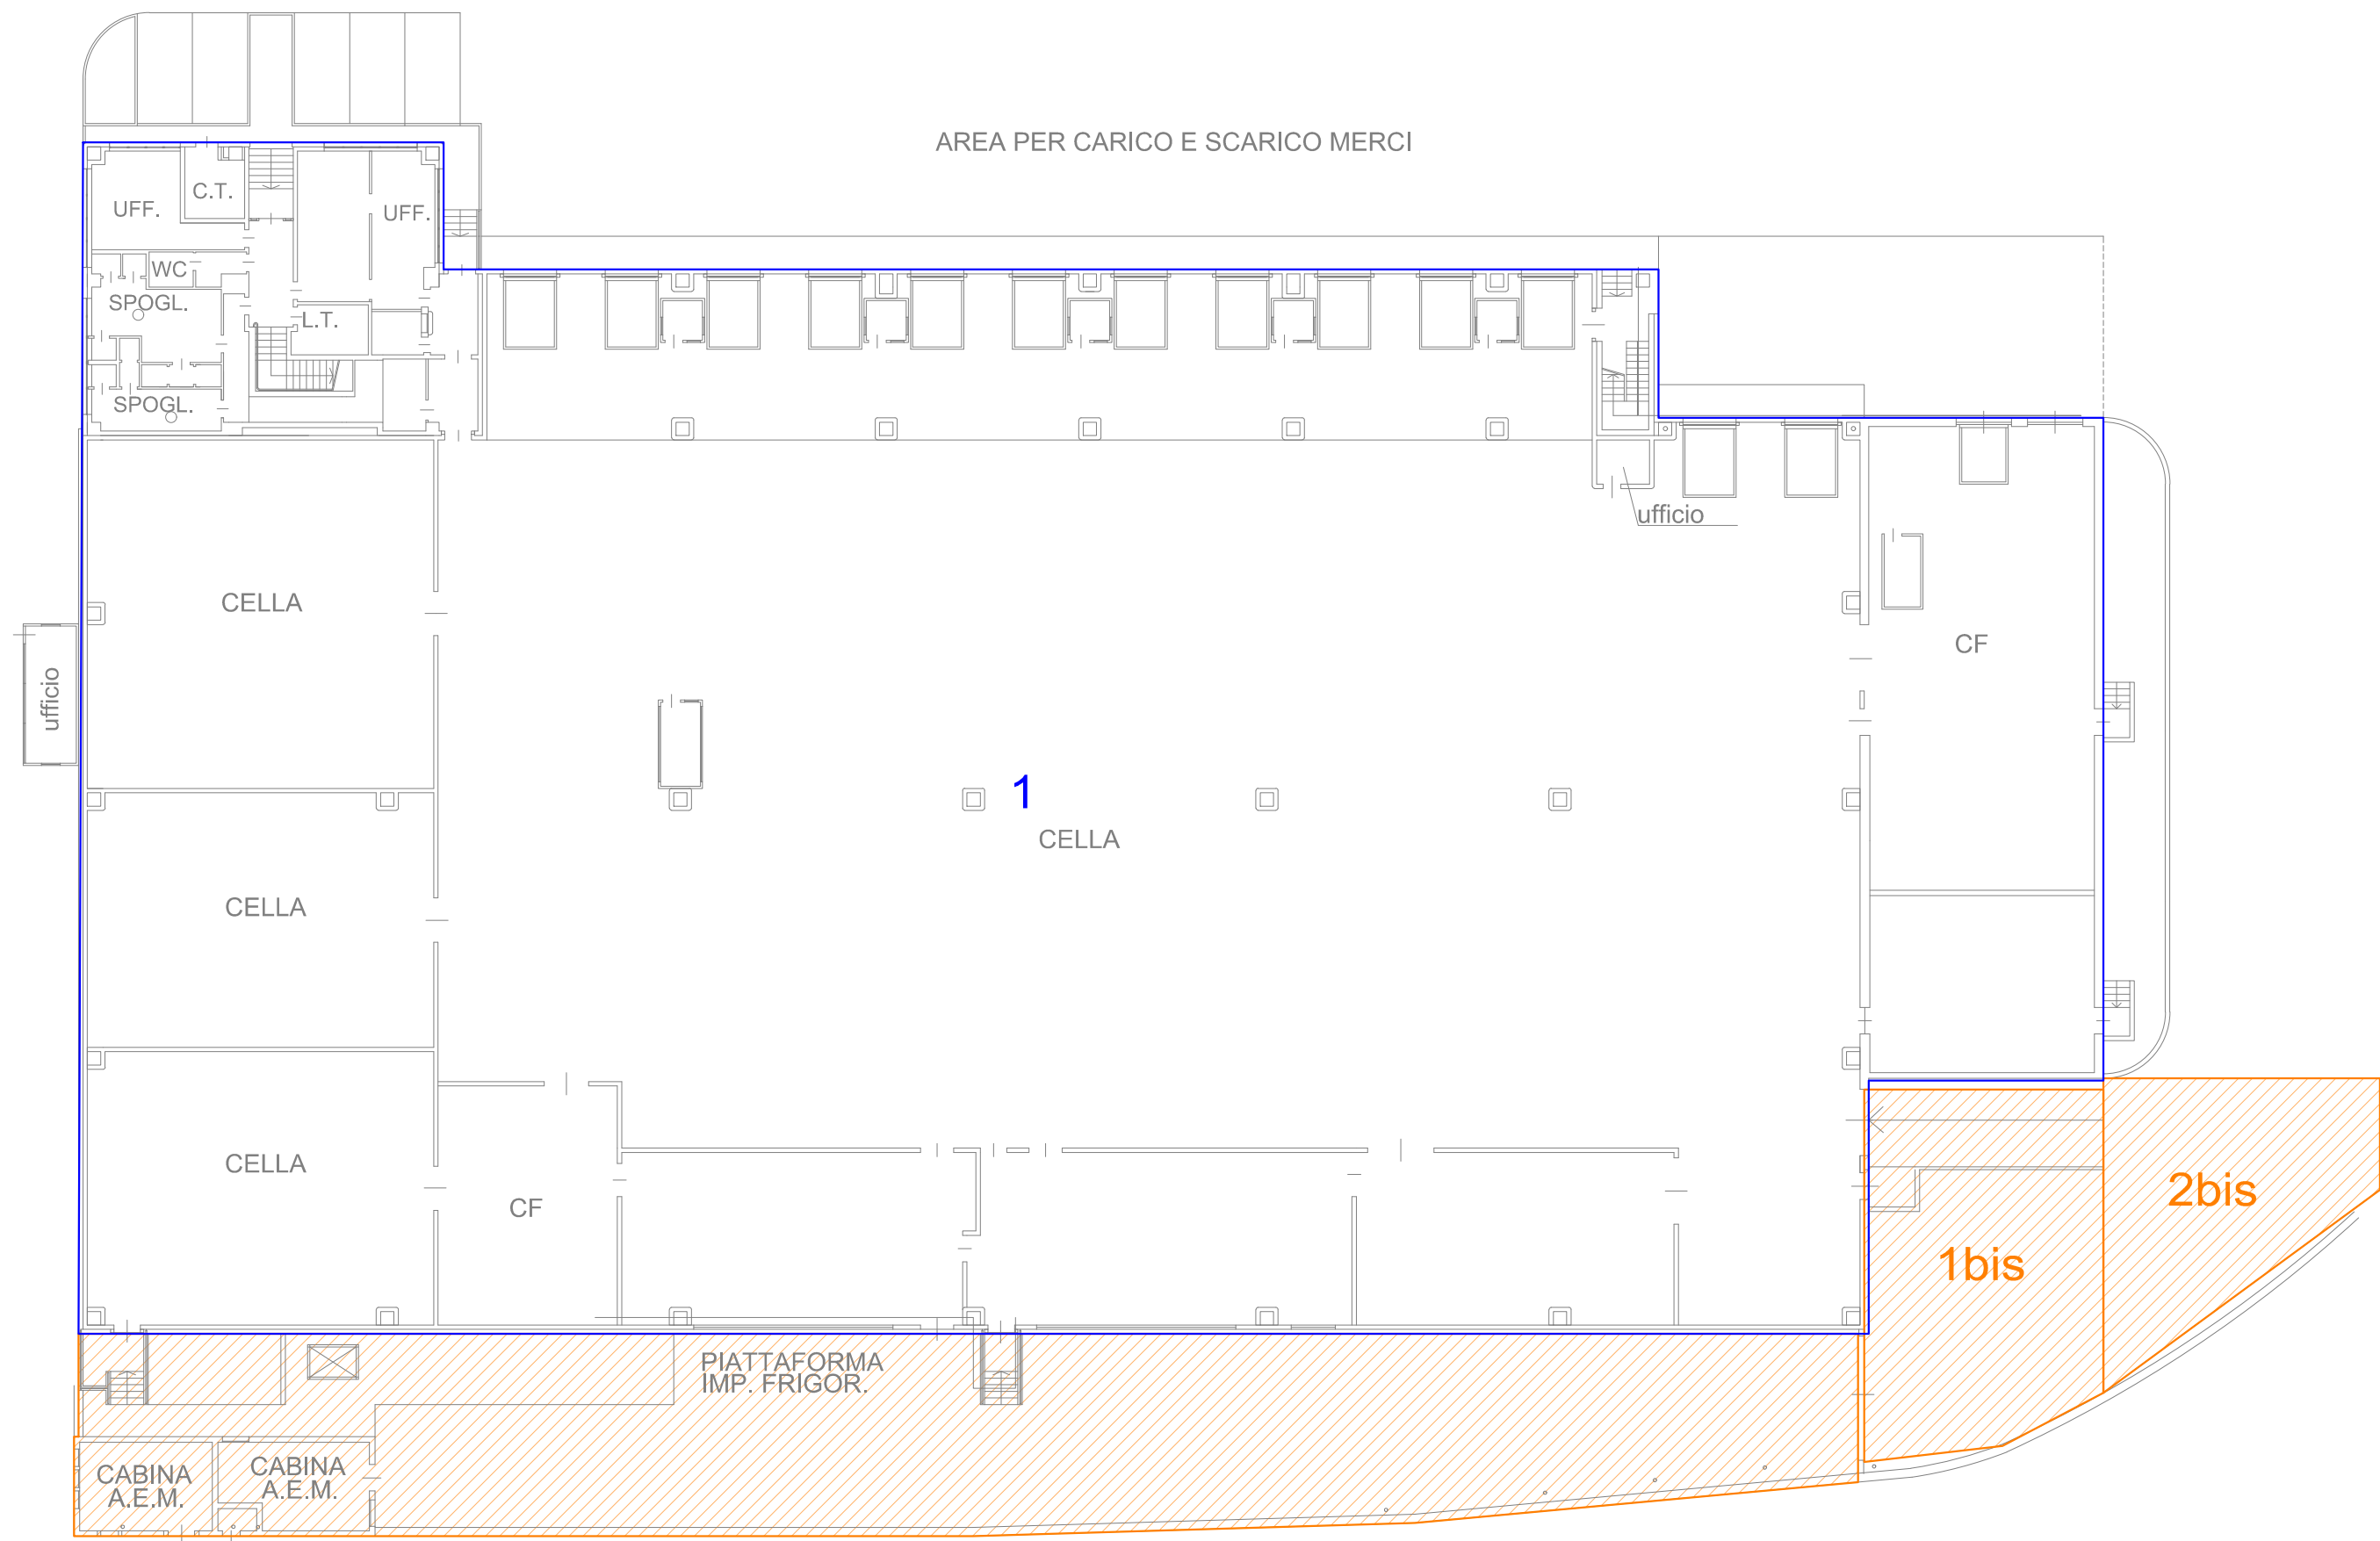 AREA PER CARICO E SCARICO MERCI
UFF.
C.T.
UFF.
WC
SPOGL.
L.T.
SPOGL.
ufficio
CELLA
CF
ufficio
1
CELLA
CELLA
CELLA
CF
2bis
1bis
PIATTAFORMA
IMP. FRIGOR.
CABINA
A.E.M.
CABINA
A.E.M.